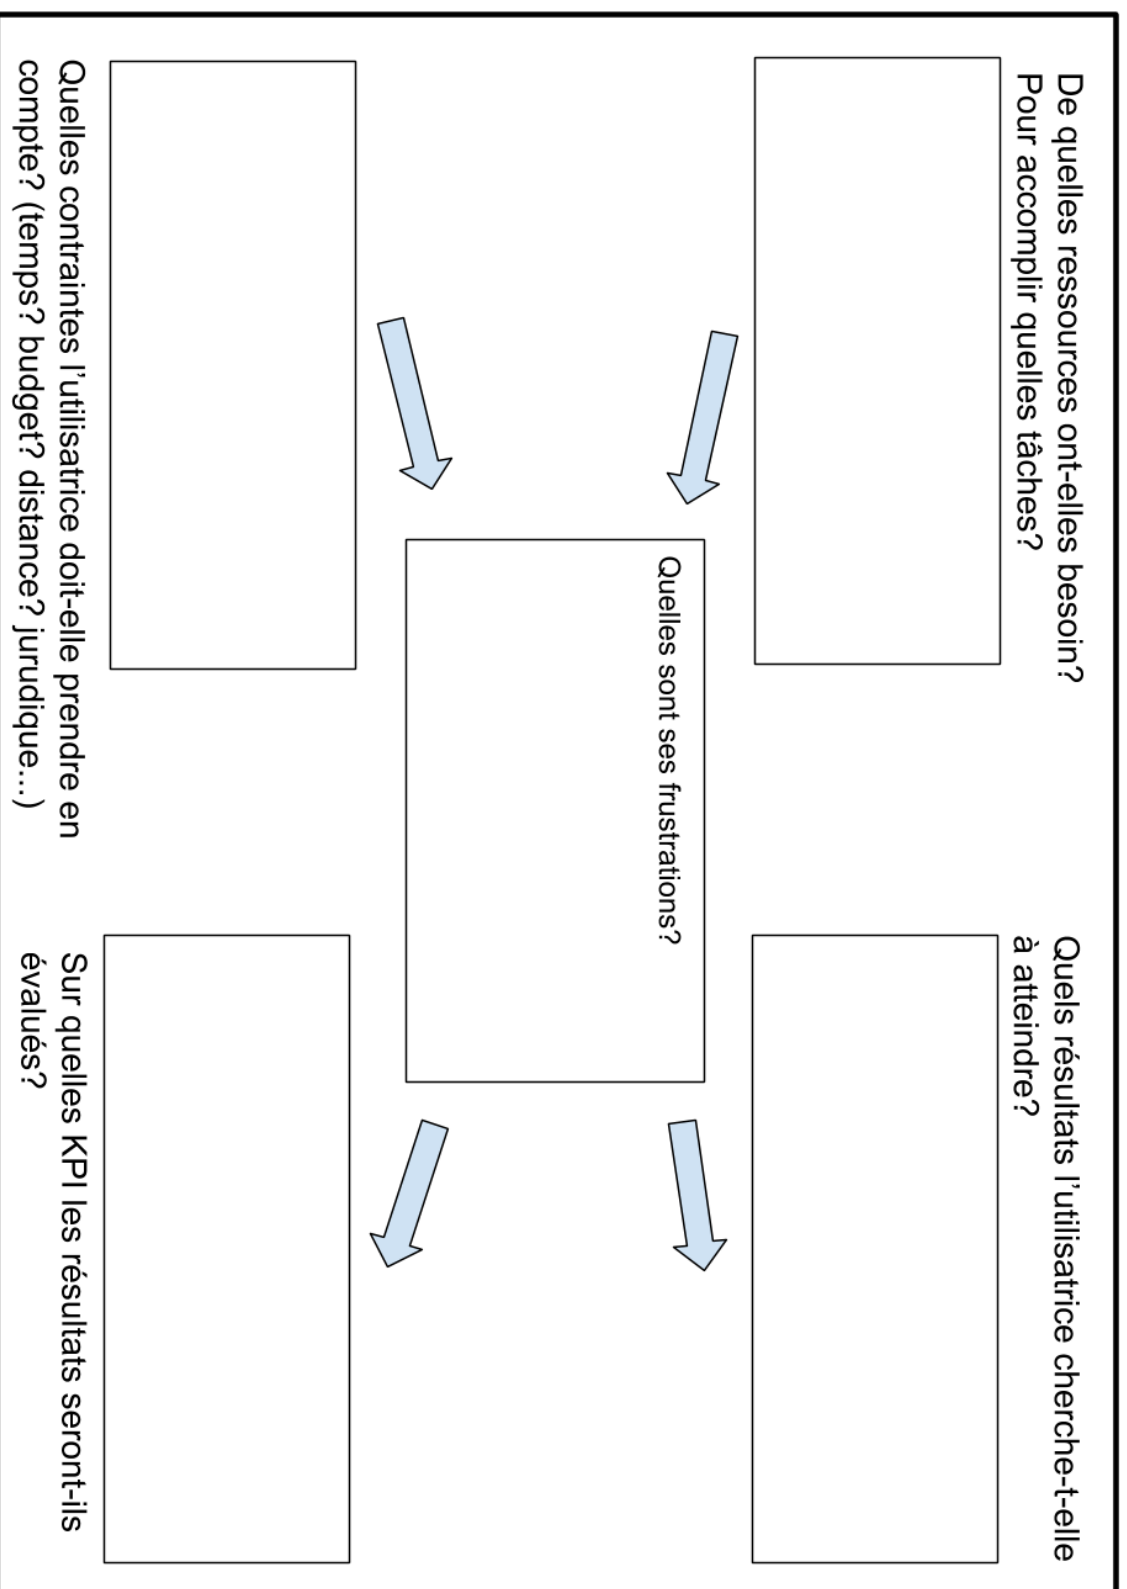 De quelles ressources ont-elles besoin?
Pour accomplir quelles tâches?
Quels résultats l'utilisatrice cherche-t-elle
à atteindre?
Quelles sont ses frustrations?
Quelles contraintes l'utilisatrice doit-elle prendre en
compte? (temps? budget? distance? jurudique...)
Sur quelles KPI les résultats seront-ils
évalués?